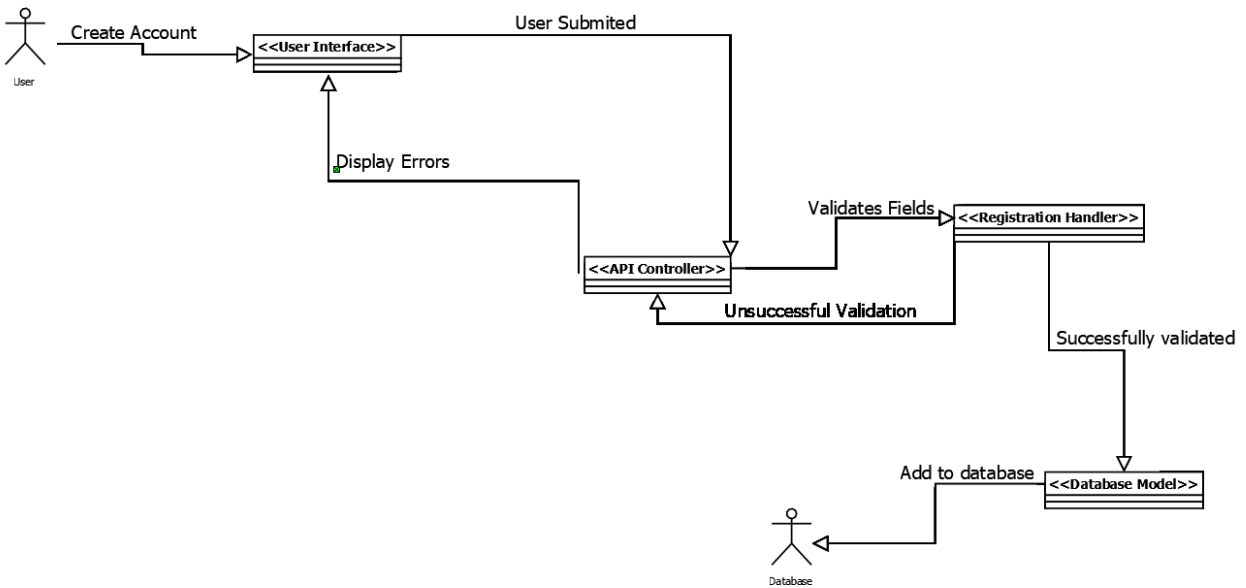 User Submited
Create Account
<<User Interface>>
User
Display Errors
Validates Fields
<<Registration Handler>>
<<API Controller>>
Unsuccessful Validation
Successfully validated
Add to database
<<Database Model>>
Database